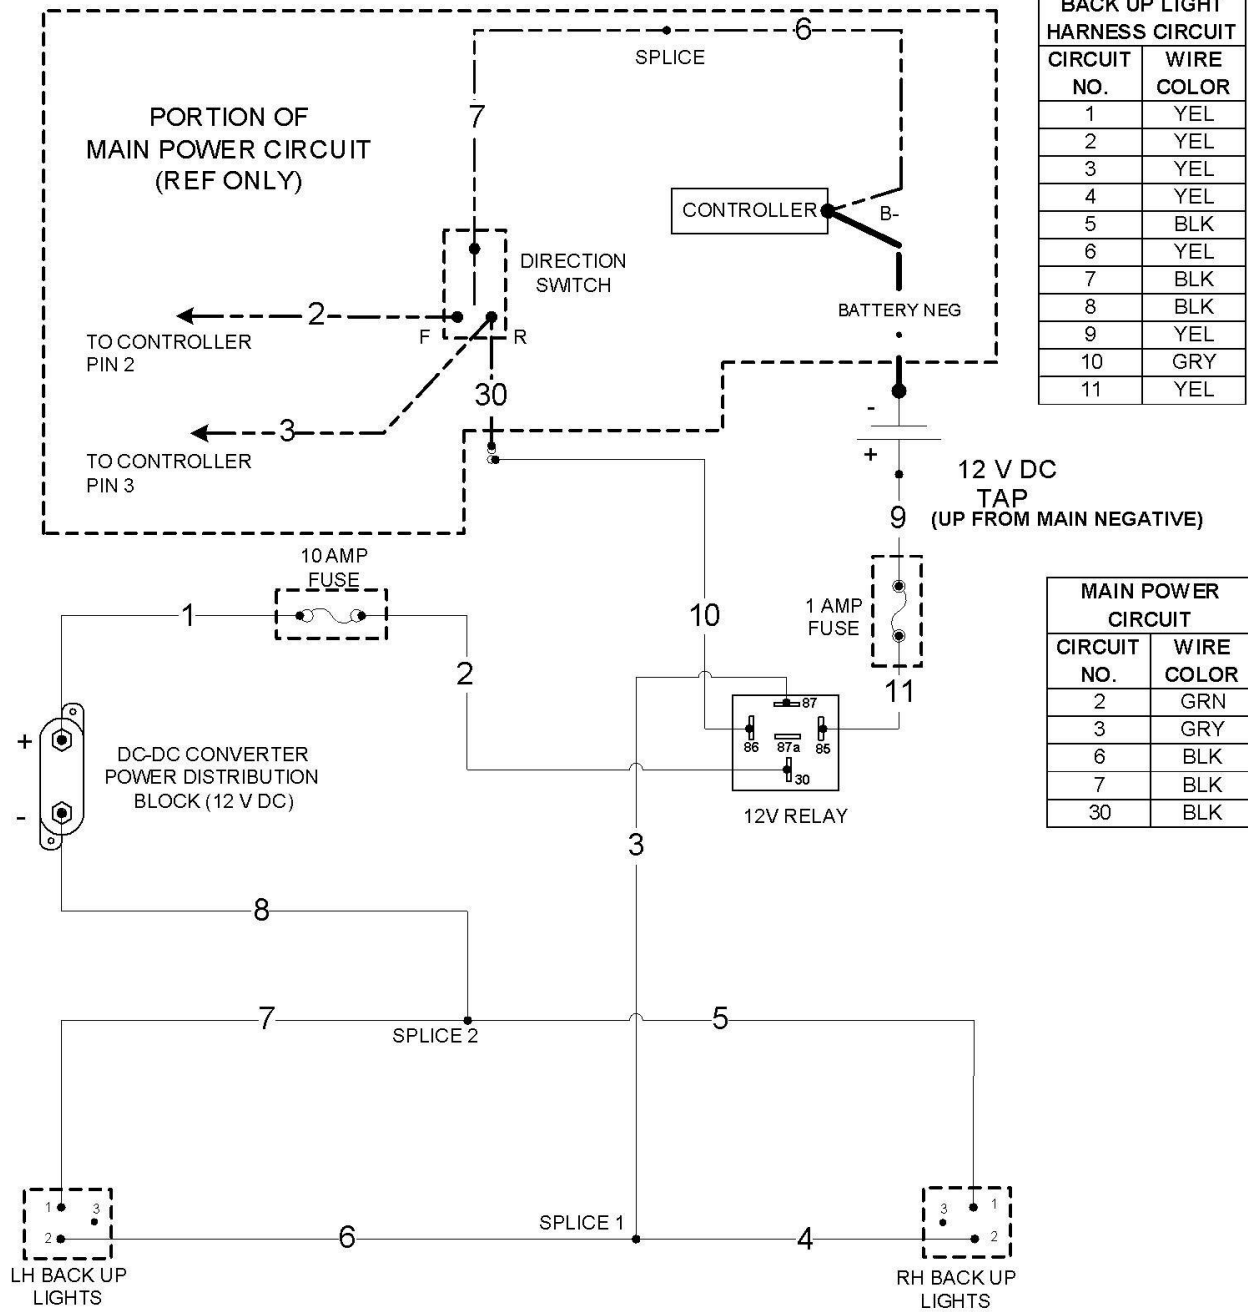 6
SPLICE
7
PORTION OF
MAIN POWER CIRCUIT
(REF ONLY)
CONTROLLER
B-
DIRECTION
SWITCH
BATTERY NEG
2
TO CONTROLLER
PIN 2
F
R
30
3
TO CONTROLLER
PIN 3
-
+
12 V DC
TAP
(UP FROM MAIN NEGATIVE)
9
BACK UP LIGHT
HARNESS CIRCUIT
CIRCUIT NO. WIRE COLOR
1 YEL
2 YEL
3 YEL
4 YEL
5 BLK
6 YEL
7 BLK
8 BLK
9 YEL
10 GRY
11 YEL
10 AMP
FUSE
1
2
10
1 AMP
FUSE
11
87
86
87a
85
30
12V RELAY
MAIN POWER
CIRCUIT
CIRCUIT NO. WIRE COLOR
2 GRN
3 GRY
6 BLK
7 BLK
30 BLK
+
-
DC-DC CONVERTER
POWER DISTRIBUTION
BLOCK (12 V DC)
3
8
7
SPLICE 2
5
1
3
2
LH BACK UP
LIGHTS
6
SPLICE 1
4
3
1
2
RH BACK UP
LIGHTS